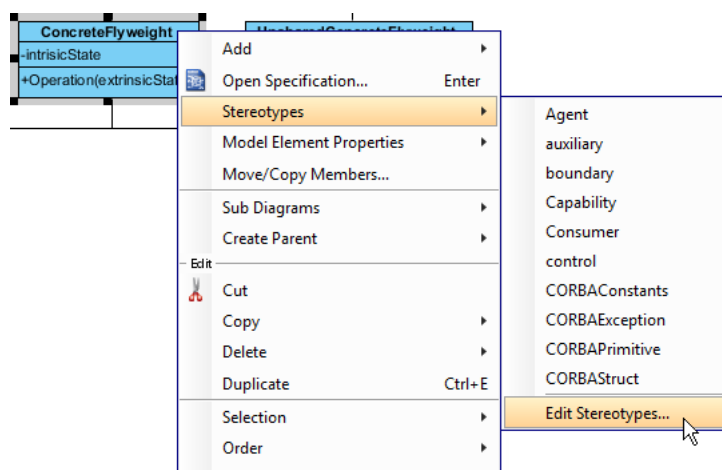 ConcreteFlyweight
-intrisicState
+Operation(extrinsicStat
Add
Open Specification... Enter
Stereotypes
Model Element Properties
Move/Copy Members...
Sub Diagrams
Create Parent
Edit
Cut
Copy
Delete
Duplicate Ctrl+E
Selection
Order
Agent
auxiliary
boundary
Capability
Consumer
control
CORBAConstants
CORBAException
CORBAPrimitive
CORBAStruct
Edit Stereotypes...